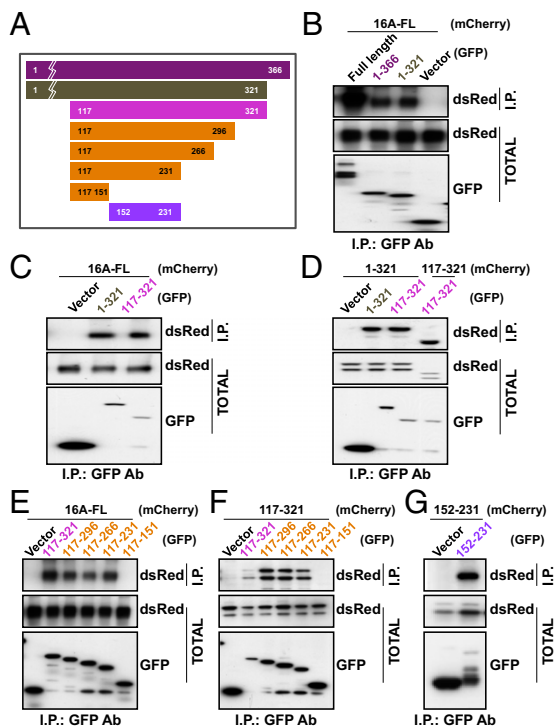 A
1 366
1 321
117 321
117 296
117 266
117 231
117 151
152 231
B
16A-FL (mCherry)
Full length 1-366 1-321 Vector (GFP)
dsRed I.P.
dsRed
GFP
TOTAL
I.P.: GFP Ab
C
16A-FL (mCherry)
Vector 1-321 117-321 (GFP)
dsRed I.P.
dsRed
GFP
TOTAL
I.P.: GFP Ab
D
1-321 117-321 (mCherry)
Vector 1-321 117-321 117-321 (GFP)
dsRed I.P.
dsRed
GFP
TOTAL
I.P.: GFP Ab
E
16A-FL (mCherry)
Vector 117-321 117-296 117-266 117-231 117-151 (GFP)
dsRed I.P.
dsRed
GFP
TOTAL
I.P.: GFP Ab
F
117-321 (mCherry)
Vector 117-321 117-296 117-266 117-231 117-151 (GFP)
dsRed I.P.
dsRed
GFP
TOTAL
I.P.: GFP Ab
G
152-231 (mCherry)
Vector 152-231 (GFP)
dsRed I.P.
dsRed
GFP
TOTAL
I.P.: GFP Ab